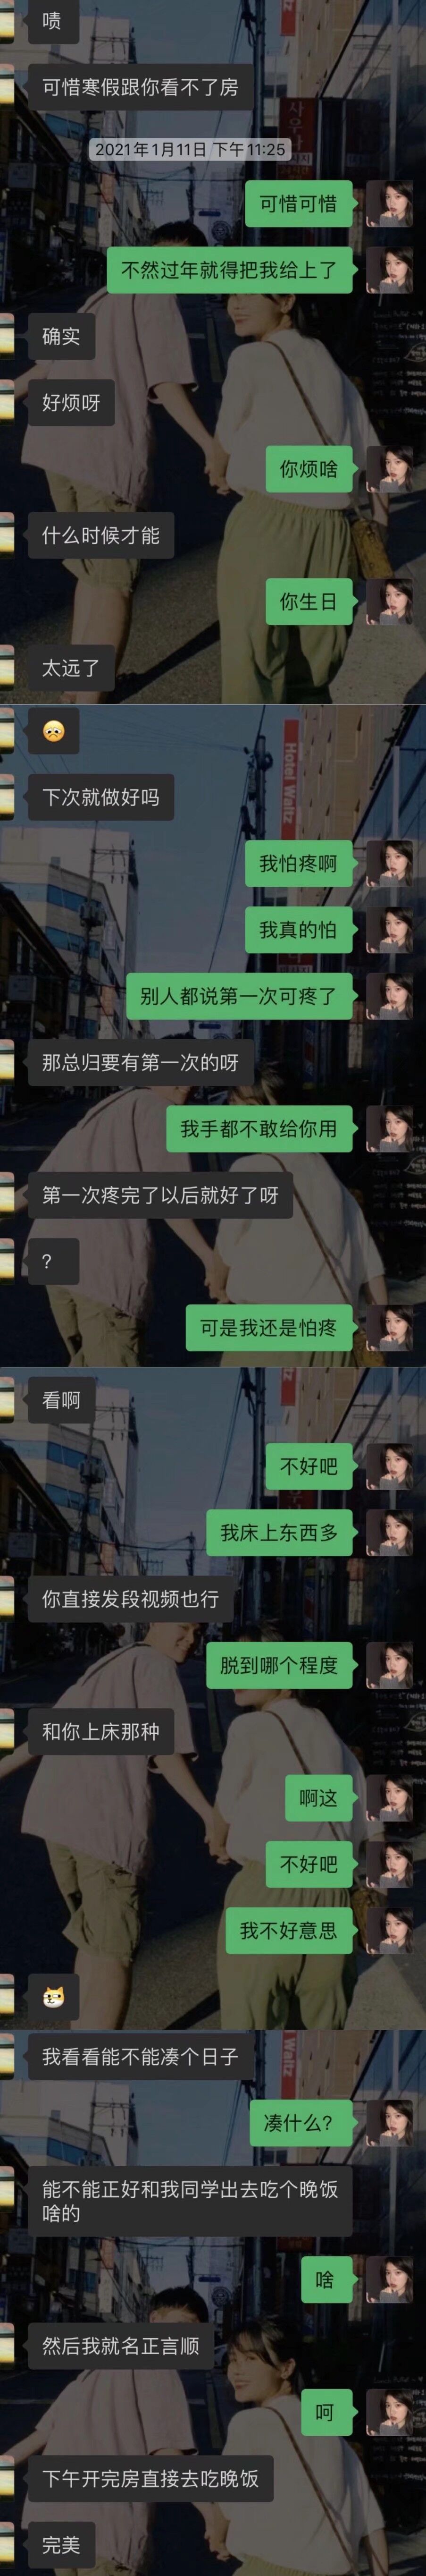 啧
可惜寒假跟你看不了房
사우나
2021年1月11日 下午11:25
可惜可惜
不然过年就得把我给上了
确实
好烦呀
你烦啥
什么时候才能
你生日
太远了
Hotel Waltz
下次就做好吗
我怕疼啊
我真的怕
别人都说第一次可疼了
那总归要有第一次的呀
我手都不敢给你用
第一次疼完了以后就好了呀
?
可是我还是怕疼
看啊
不好吧
我床上东西多
你直接发段视频也行
脱到哪个程度
和你上床那种
啊这
不好吧
我不好意思
我看看能不能凑个日子
Waltz
凑什么?
能不能正好和我同学出去吃个晚饭
啥的
啥
然后我就名正言顺
呵
下午开完房直接去吃晚饭
完美